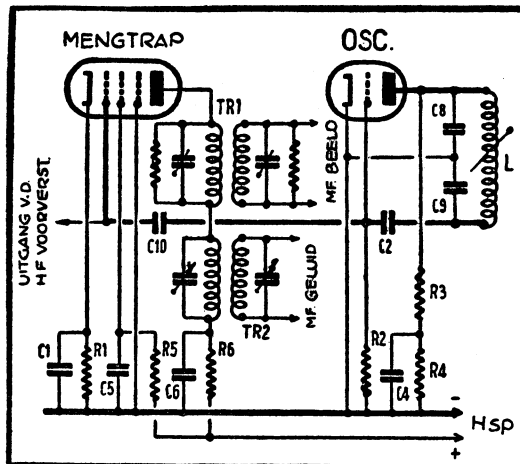 MENGTRAP
OSC.
TR1
C8
MF. BEELD
L
C9
UITGANG V.D.
HF VOORVERST.
C10
C2
MF. GELUID
R3
TR2
C1
R1
C5
R5
C6
R6
R2
C4
R4
-
Hsp
+